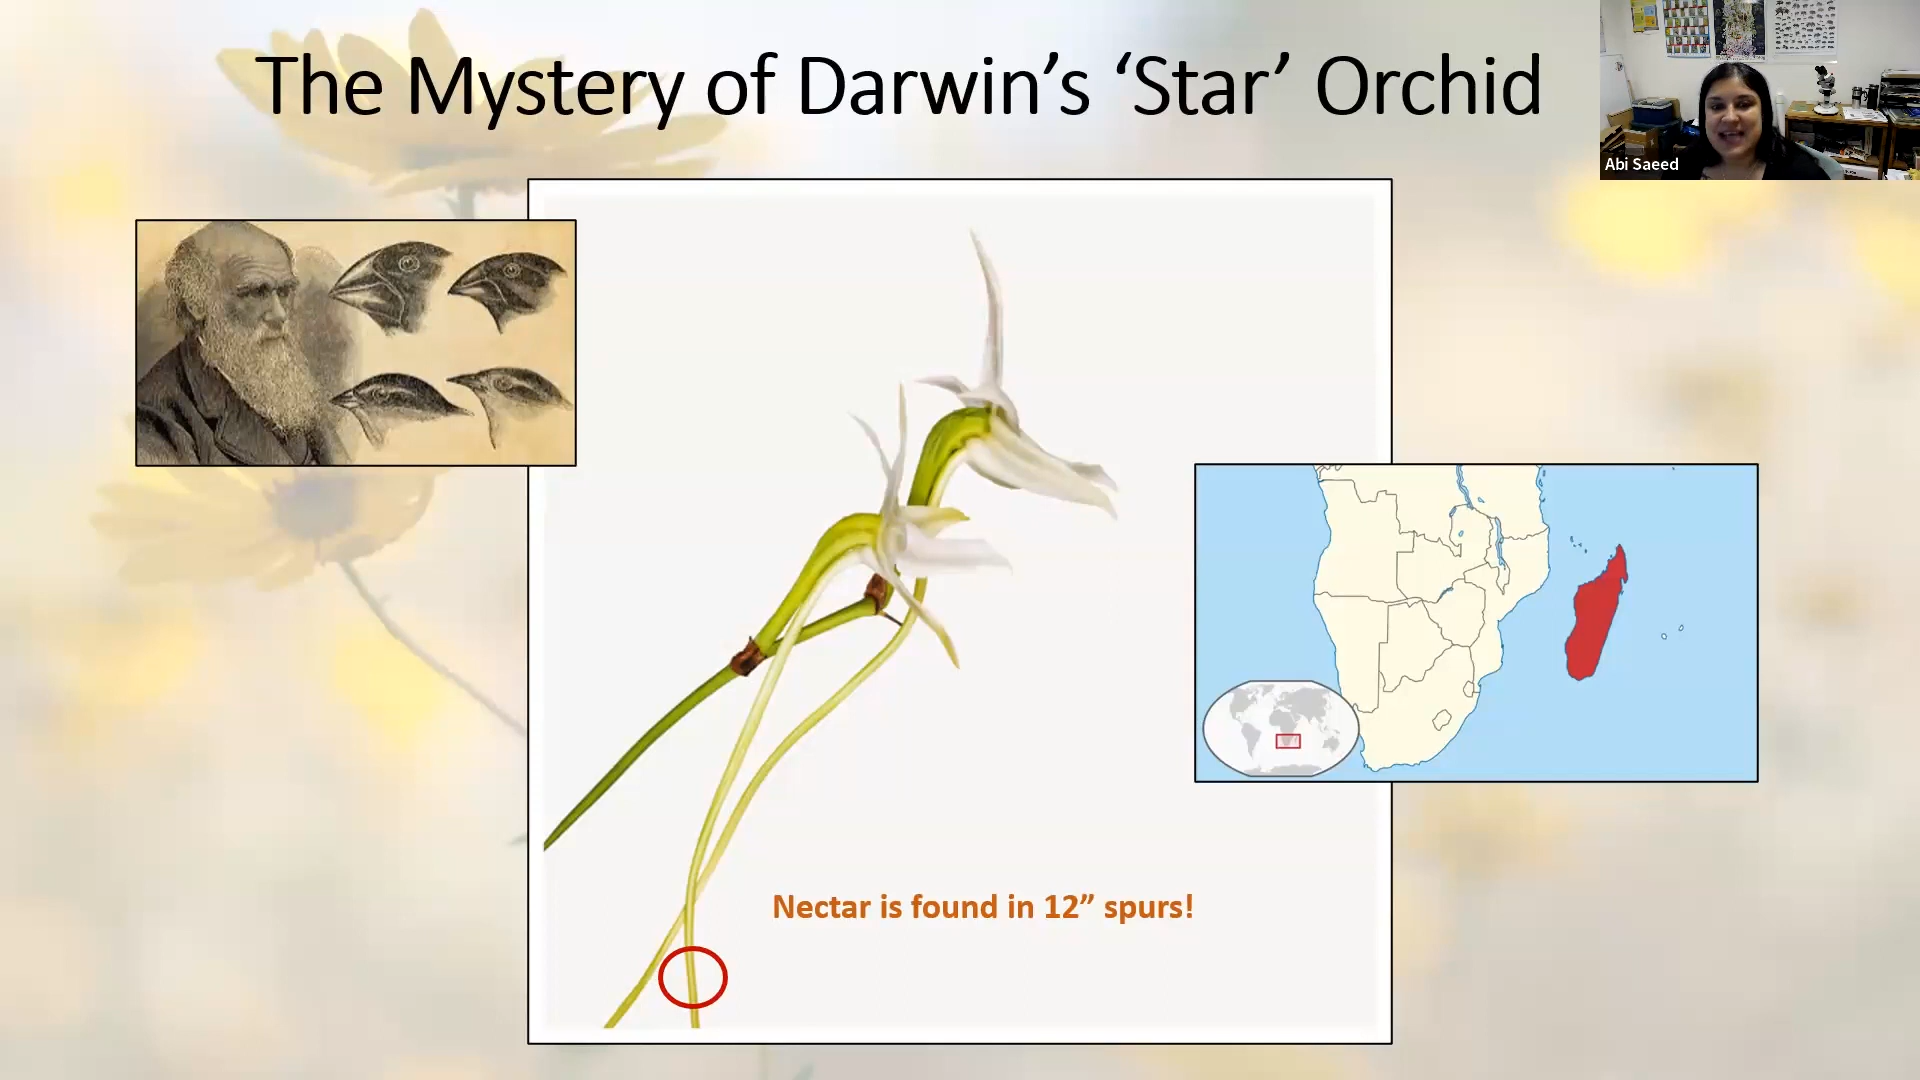 The Mystery of Darwin’s ‘Star’ Orchid
Abi Saeed
Nectar is found in 12” spurs!